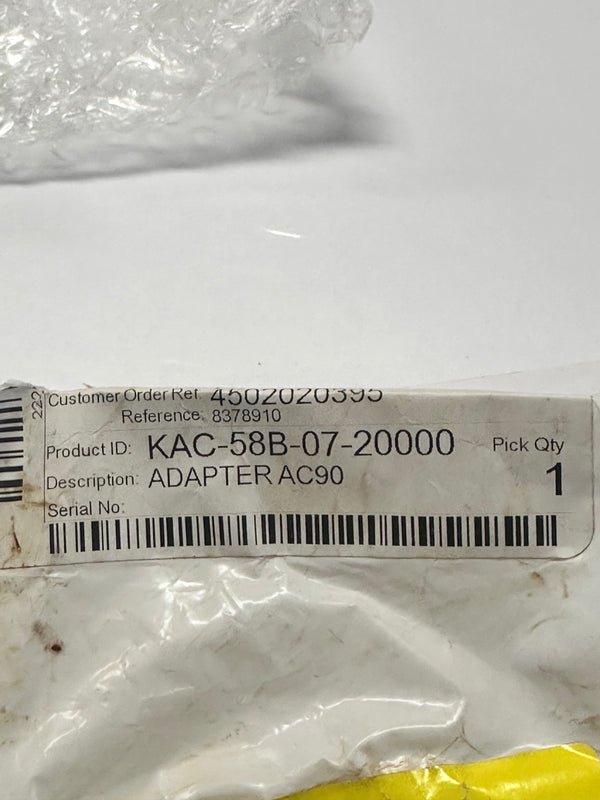 Customer Order Ref: 4502020395
Reference: 8378910
Product ID: KAC-58B-07-20000 Pick Qty
Description: ADAPTER AC90 1
Serial No:
222